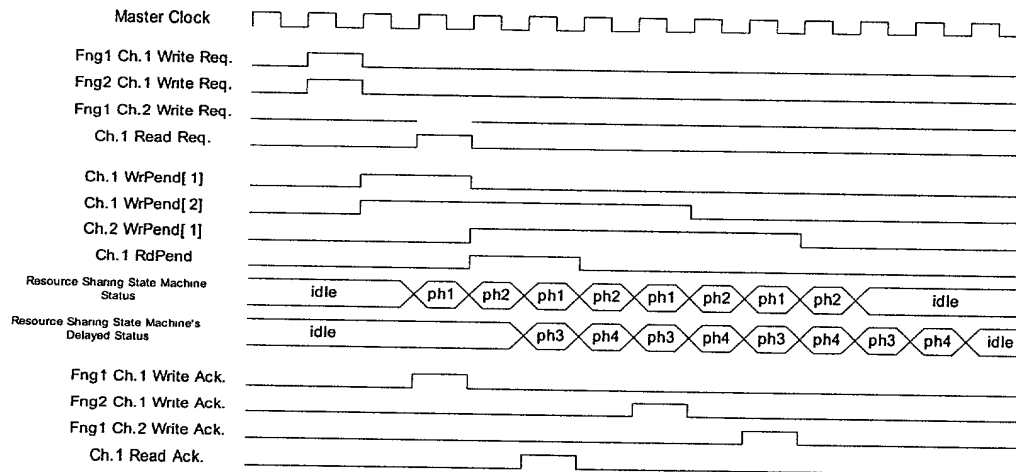 Master Clock
Fng1 Ch.1 Write Req.
Fng2 Ch.1 Write Req.
Fng1 Ch.2 Write Req.
Ch.1 Read Req.
Ch.1 WrPend[ 1]
Ch.1 WrPend[ 2]
Ch.2 WrPend[ 1]
Ch.1 RdPend
Resource Sharing State Machine
Status
idle ph1 ph2 ph1 ph2 ph1 ph2 ph1 ph2 idle
Resource Sharing State Machine's
Delayed Status
idle ph3 ph4 ph3 ph4 ph3 ph4 ph3 ph4 idle
Fng1 Ch.1 Write Ack.
Fng2 Ch.1 Write Ack.
Fng1 Ch.2 Write Ack.
Ch.1 Read Ack.